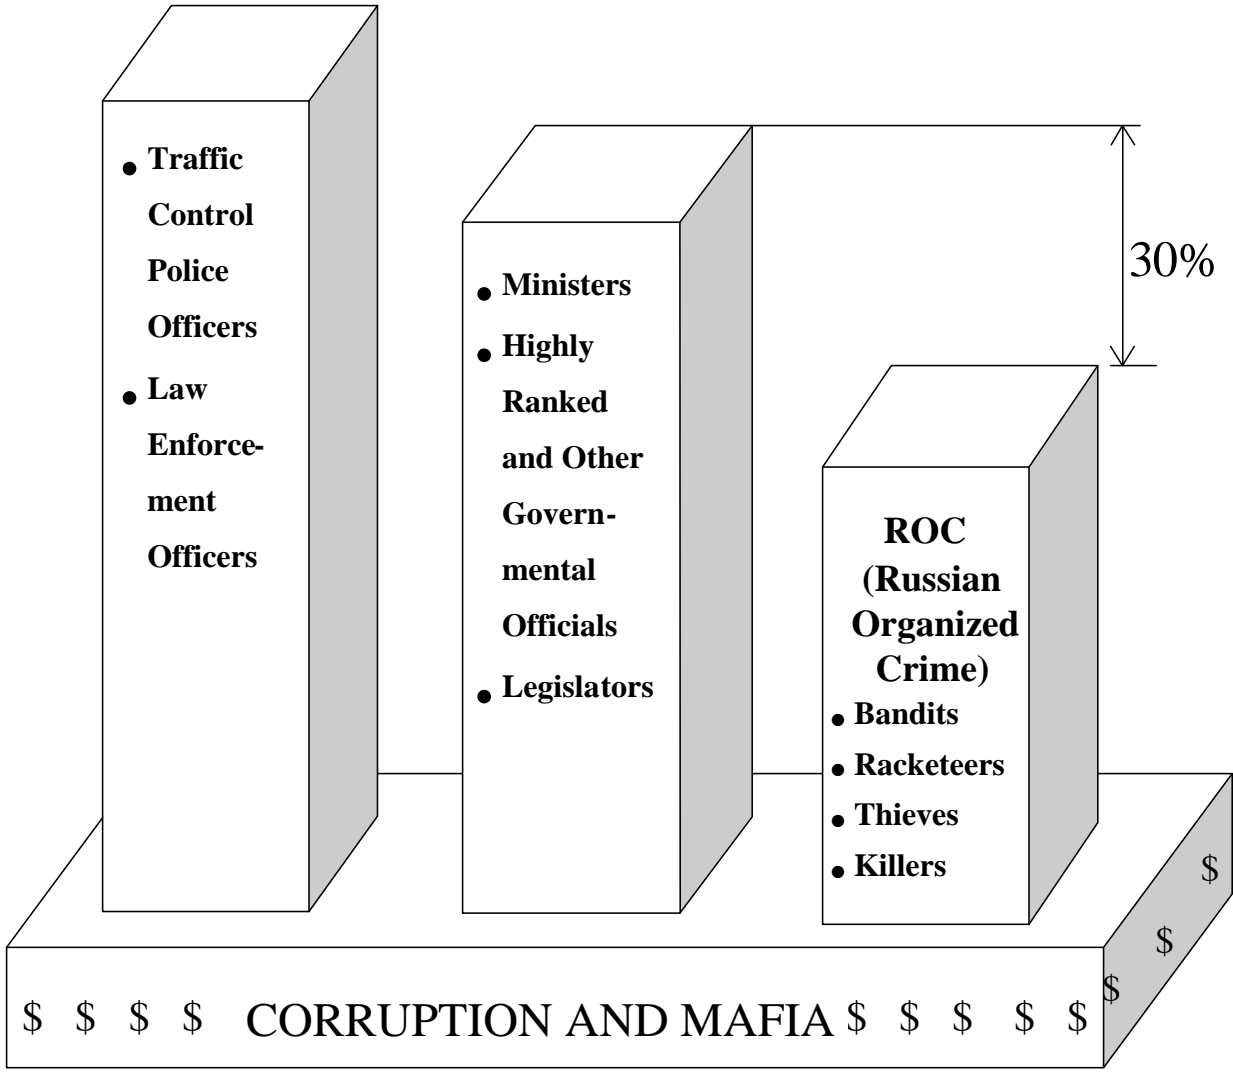 • Traffic
Control
Police
Officers
• Law
Enforce-
ment
Officers
• Ministers
• Highly
Ranked
and Other
Govern-
mental
Officials
• Legislators
30%
ROC
(Russian
Organized
Crime)
• Bandits
• Racketeers
• Thieves
• Killers
$ $ $ $ CORRUPTION AND MAFIA $ $ $ $ $ $ $ $